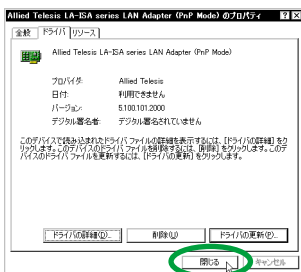 Allied Telesis LA-ISA series LAN Adapter (PnP Mode) のプロパティ
全般 ドライバ リソース
Allied Telesis LA-ISA series LAN Adapter (PnP Mode)
プロバイダ: Allied Telesis
日付: 利用できません
バージョン: 5.100.101.2000
デジタル署名者: デジタル署名されていません
このデバイスで読み込まれたドライバ ファイルの詳細を表示するには、[ドライバの詳細] をク
リックします。このデバイスのドライバ ファイルを削除するには、[削除] をクリックします。このデ
バイスのドライバ ファイルを更新するには、[ドライバの更新] をクリックします。
ドライバの詳細(D)... 削除(U) ドライバの更新(P)...
閉じる キャンセル